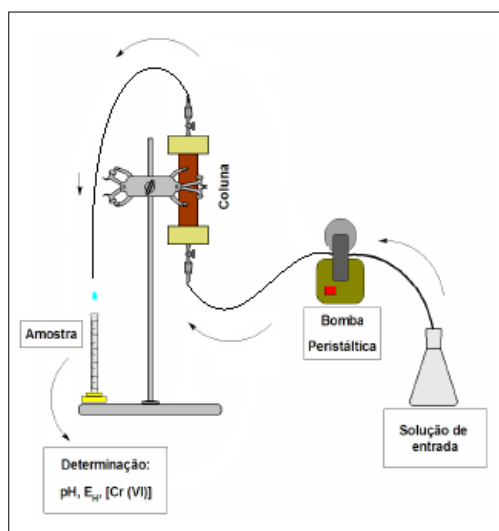 Coluna
Bomba
Peristáltica
Amostra
Solução de
entrada
Determinação:
pH, E_H, [Cr (VI)]